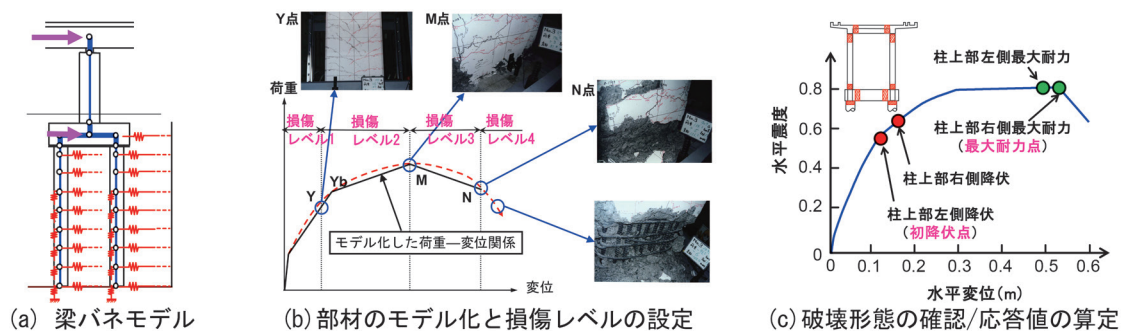 Y点
M点
N点
荷重
損傷
レベル1
損傷
レベル2
損傷
レベル3
損傷
レベル4
Y
Yb
M
N
モデル化した荷重―変位関係
変位
水平震度
0.8
0.6
0.4
0.2
0
0
0.1
0.2
0.3
0.4
0.5
0.6
水平変位(m)
柱上部左側最大耐力
柱上部右側最大耐力
(最大耐力点)
柱上部右側降伏
柱上部左側降伏
(初降伏点)
(a) 梁バネモデル
(b)部材のモデル化と損傷レベルの設定
(c)破壊形態の確認/応答値の算定